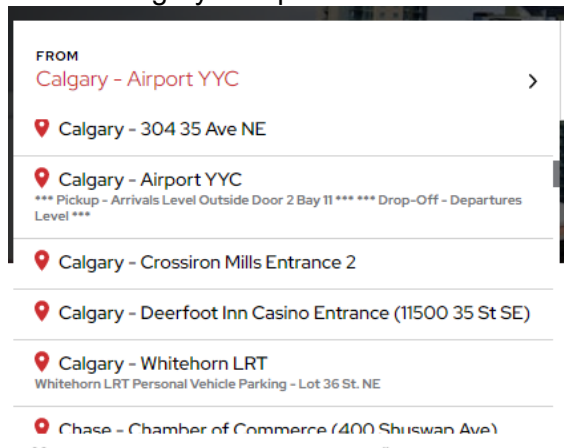 FROM
Calgary - Airport YYC
Calgary - 304 35 Ave NE
Calgary - Airport YYC
*** Pickup - Arrivals Level Outside Door 2 Bay 11 *** *** Drop-Off - Departures
Level ***
Calgary - Crossiron Mills Entrance 2
Calgary - Deerfoot Inn Casino Entrance (11500 35 St SE)
Calgary - Whitehorn LRT
Whitehorn LRT Personal Vehicle Parking - Lot 36 St. NE
Chase - Chamber of Commerce (400 Shuswap Ave)